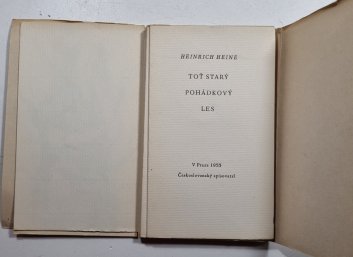 HEINRICH HEINE
TOŤ STARÝ
POHÁDKOVÝ
LES
V Praze 1955
Československý spisovatel